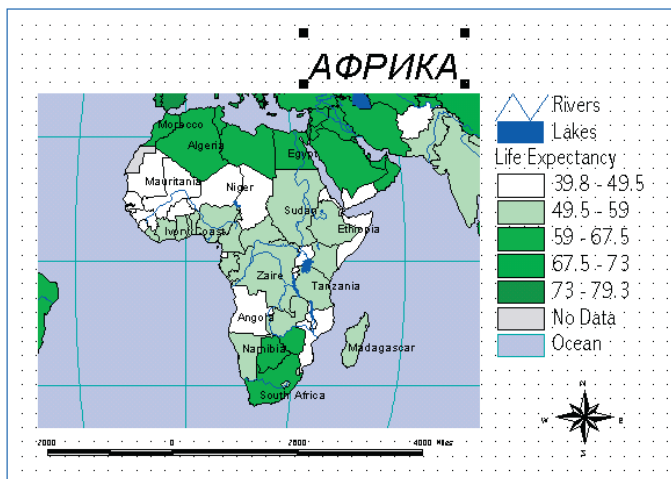 АФРИКА
Rivers
Lakes
Life Expectancy
39.8 - 49.5
49.5 - 59
59 - 67.5
67.5 - 73
73 - 79.3
No Data
Ocean
Morocco
Algeria
Egypt
Mauritania
Niger
Sudan
Ivory Coast
Ethiopia
Zaire
Tanzania
Angola
Namibia
Madagascar
South Africa
N
W E
S
2000 0 2000 4000 Miles